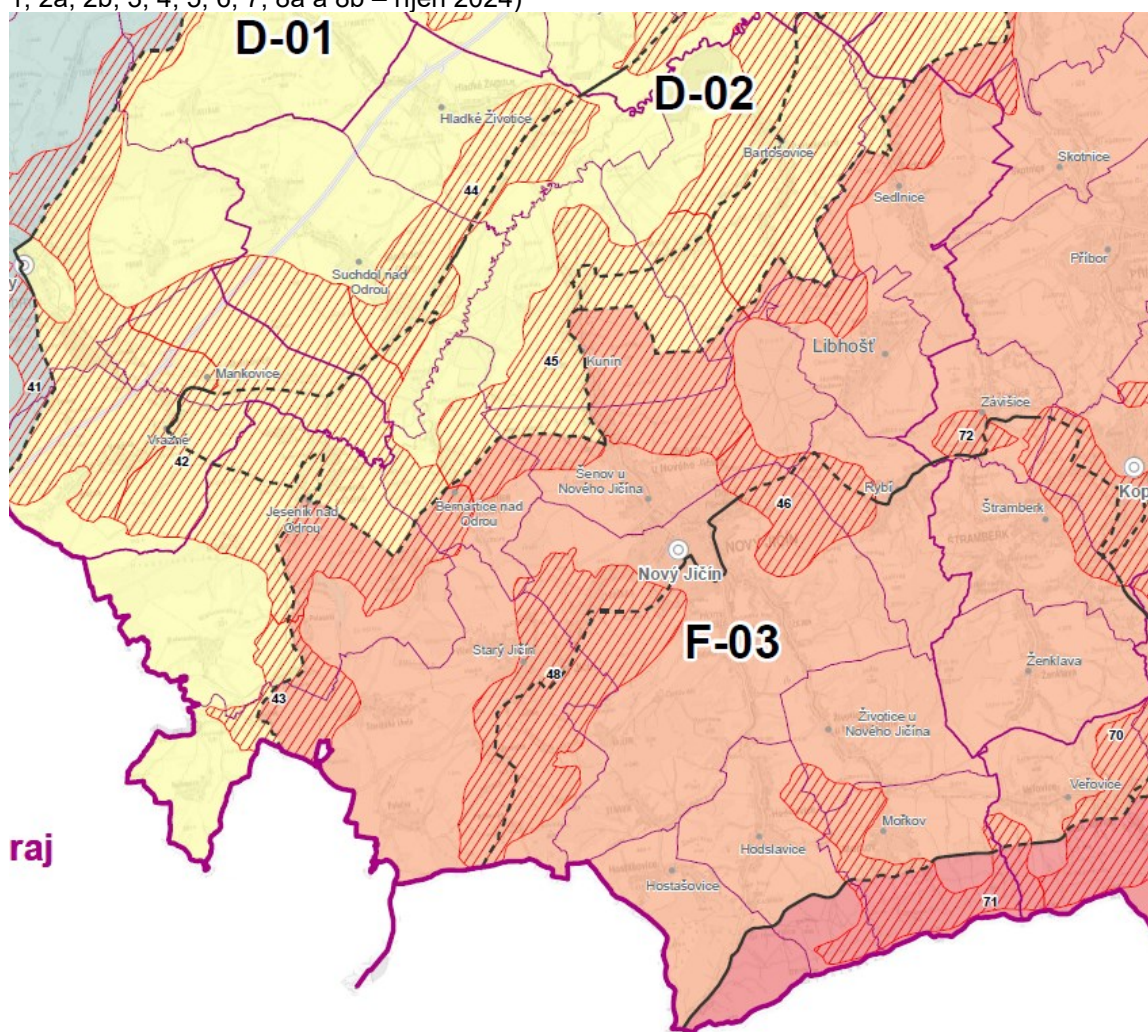 1, 2a, 2b, 3, 4, 5, 6, 7, 8a a 8b – říjen 2024)
D-01
D-02
Hladké Životice
Bartošovice
Skotnice
Sedlnice
44
Příbor
y
Suchdol nad
Odrou
Libhošť
45
Kunín
41
Mankovice
Závišice
72
Vražné
42
Kop
Šenov u
Nového Jičína
Rybí
46
Jeseník nad
Odrou
Bernartice nad
Odrou
Štramberk
ŠTRAMBERK
NOVÝ JIČÍN
Nový Jičín
F-03
Starý Jičín
48
Ženklava
43
Životice u
Nového Jičína
70
Veřovice
raj
Mořkov
Hodslavice
Hostašovice
71